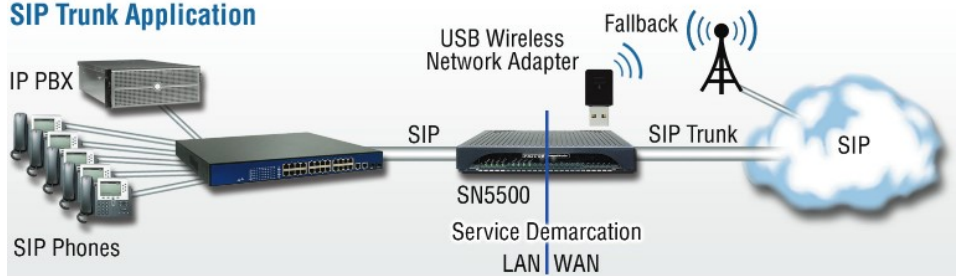 SIP Trunk Application
Fallback
USB Wireless
Network Adapter
IP PBX
SIP
SIP Trunk
SIP
SN5500
Service Demarcation
LAN WAN
SIP Phones